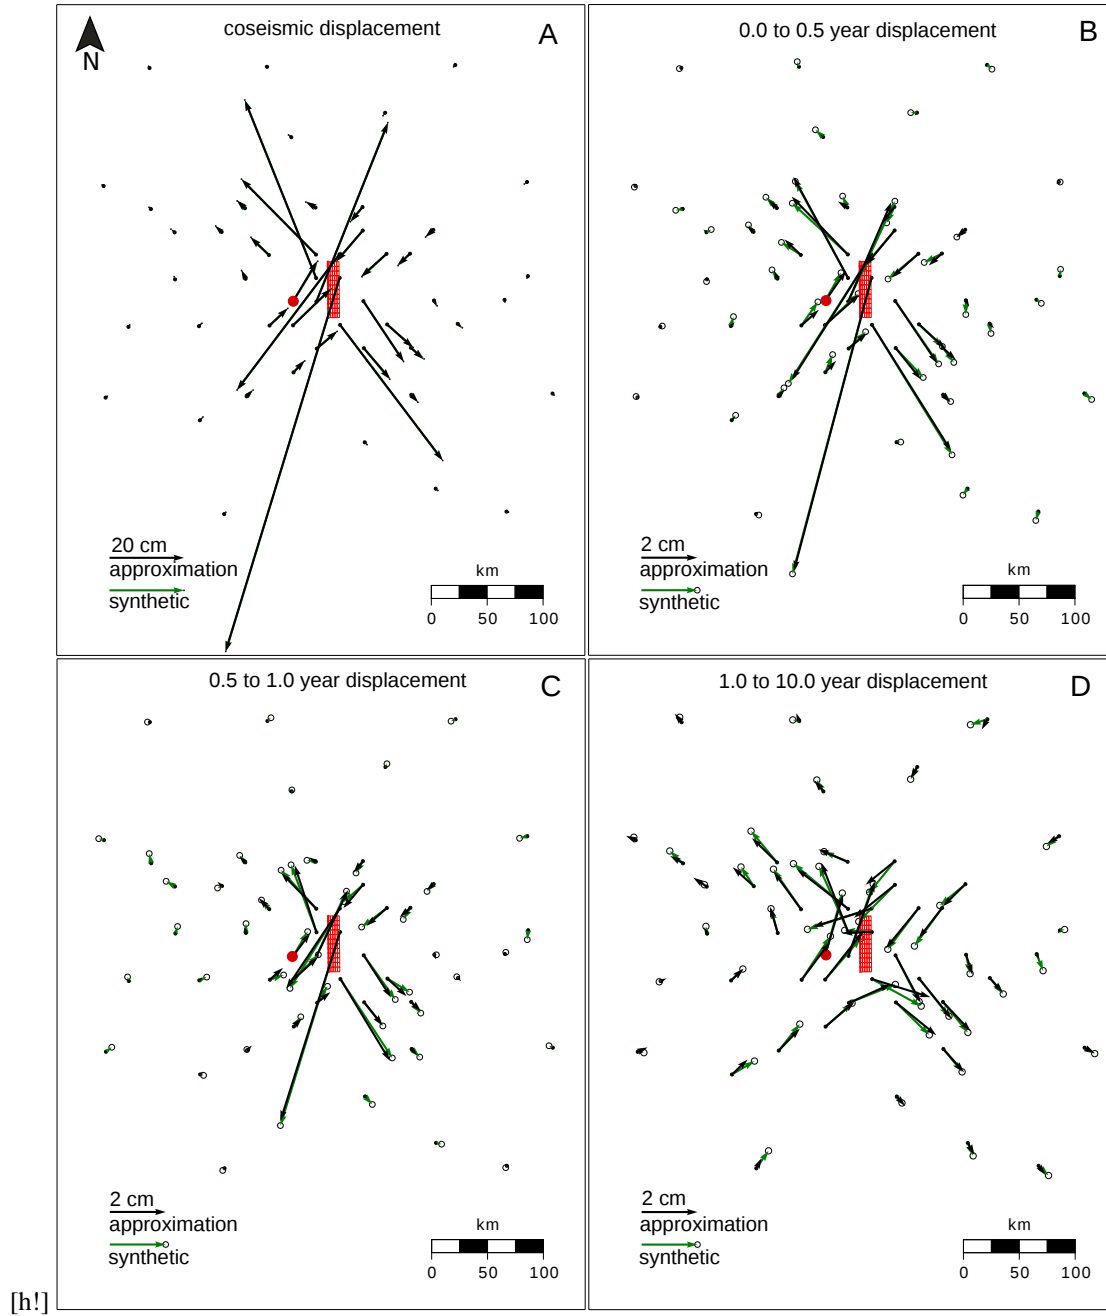 coseismic displacement
A
N
20 cm
approximation
synthetic
km
0 50 100
0.0 to 0.5 year displacement
B
2 cm
approximation
synthetic
km
0 50 100
0.5 to 1.0 year displacement
C
2 cm
approximation
synthetic
km
0 50 100
1.0 to 10.0 year displacement
D
2 cm
approximation
synthetic
km
0 50 100
[h!]